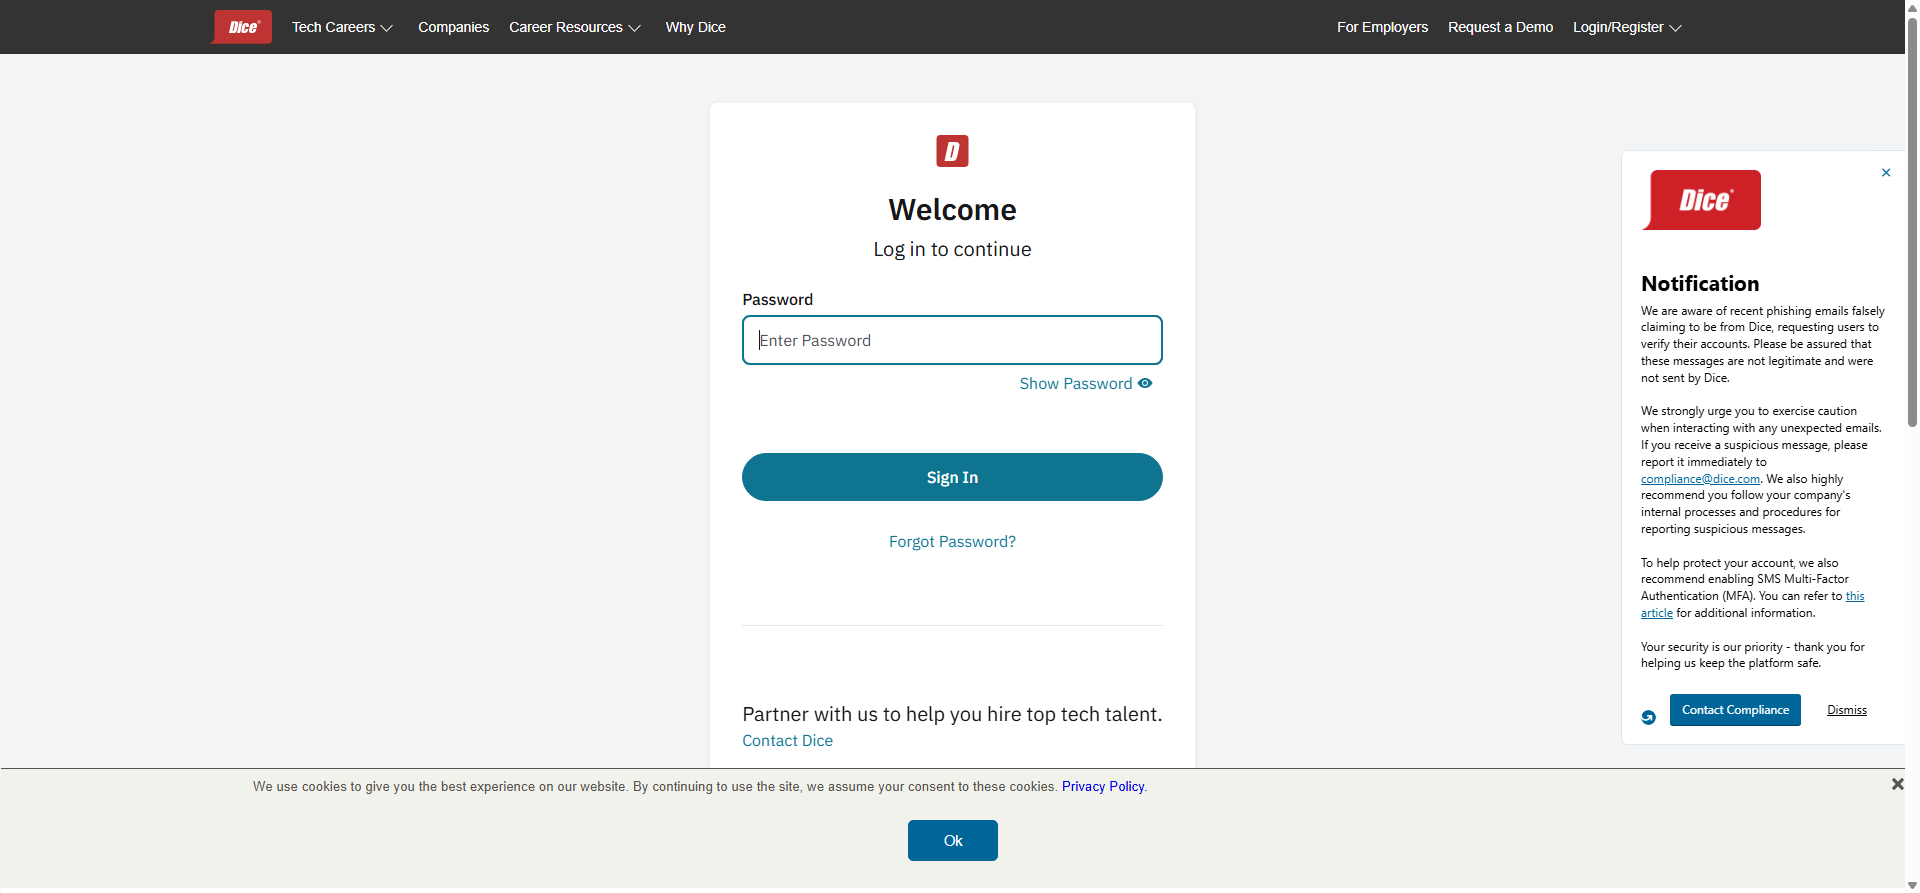 Dice
Tech Careers
Companies
Career Resources
Why Dice
For Employers
Request a Demo
Login/Register
D
Welcome
Log in to continue
Password
Enter Password
Show Password
Sign In
Forgot Password?
Partner with us to help you hire top tech talent.
Contact Dice
Dice
Notification
We are aware of recent phishing emails falsely
claiming to be from Dice, requesting users to
verify their accounts. Please be assured that
these messages are not legitimate and were
not sent by Dice.
We strongly urge you to exercise caution
when interacting with any unexpected emails.
If you receive a suspicious message, please
report it immediately to
compliance@dice.com. We also highly
recommend you follow your company's
internal processes and procedures for
reporting suspicious messages.
To help protect your account, we also
recommend enabling SMS Multi-Factor
Authentication (MFA). You can refer to this
article for additional information.
Your security is our priority - thank you for
helping us keep the platform safe.
Contact Compliance
Dismiss
We use cookies to give you the best experience on our website. By continuing to use the site, we assume your consent to these cookies. Privacy Policy.
Ok